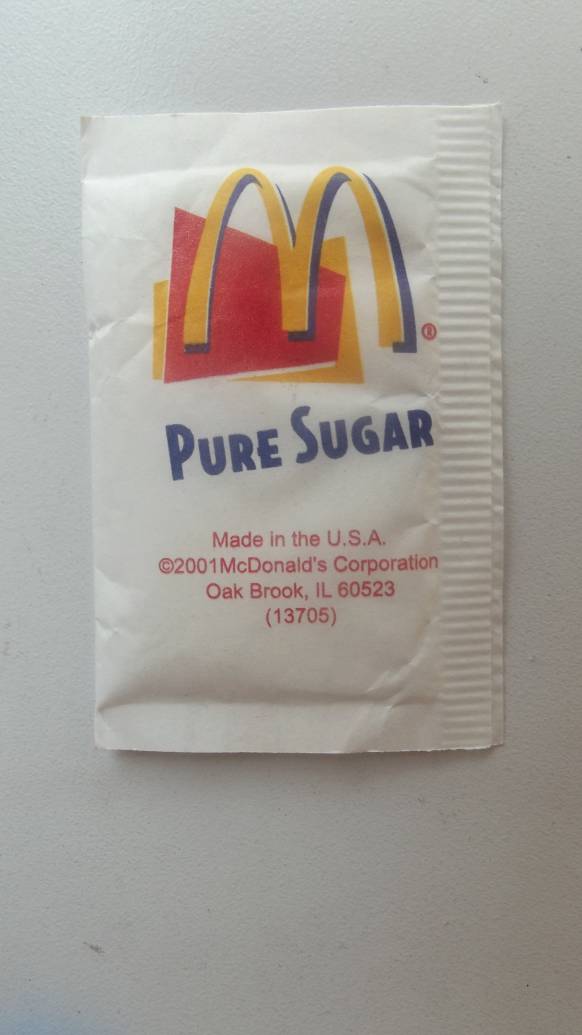 M®
PURE SUGAR
Made in the U.S.A.
©2001McDonald's Corporation
Oak Brook, IL 60523
(13705)